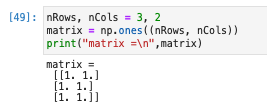 [49]: nRows, nCols = 3, 2
matrix = np.ones((nRows, nCols))
print("matrix =\n",matrix)
matrix =
 [[1. 1.]
 [1. 1.]
 [1. 1.]]